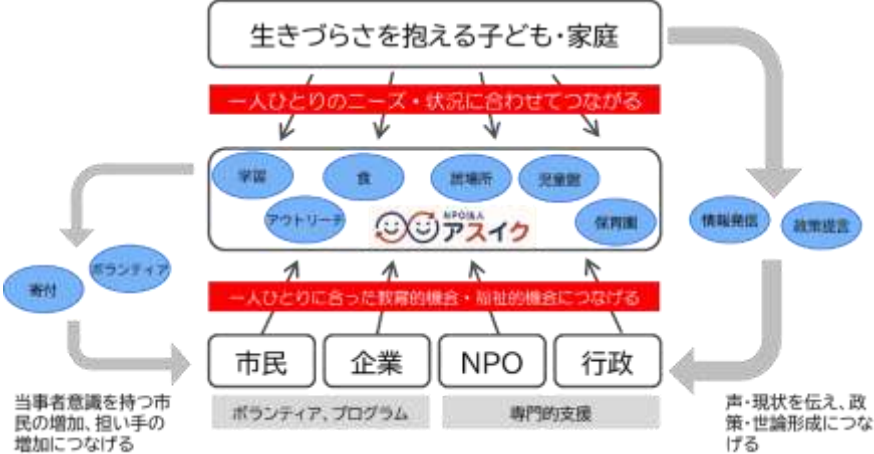 生きづらさを抱える子ども・家庭
一人ひとりのニーズ・状況に合わせてつながる
学習
食
居場所
児童館
アウトリーチ
NPO法人
アスイク
保育園
情報発信
政策提言
寄付
ボランティア
一人ひとりに合った教育的機会・福祉的機会につなげる
市民
企業
NPO
行政
ボランティア、プログラム
専門的支援
当事者意識を持つ市
民の増加、担い手の
増加につなげる
声・現状を伝え、政
策・世論形成につな
げる